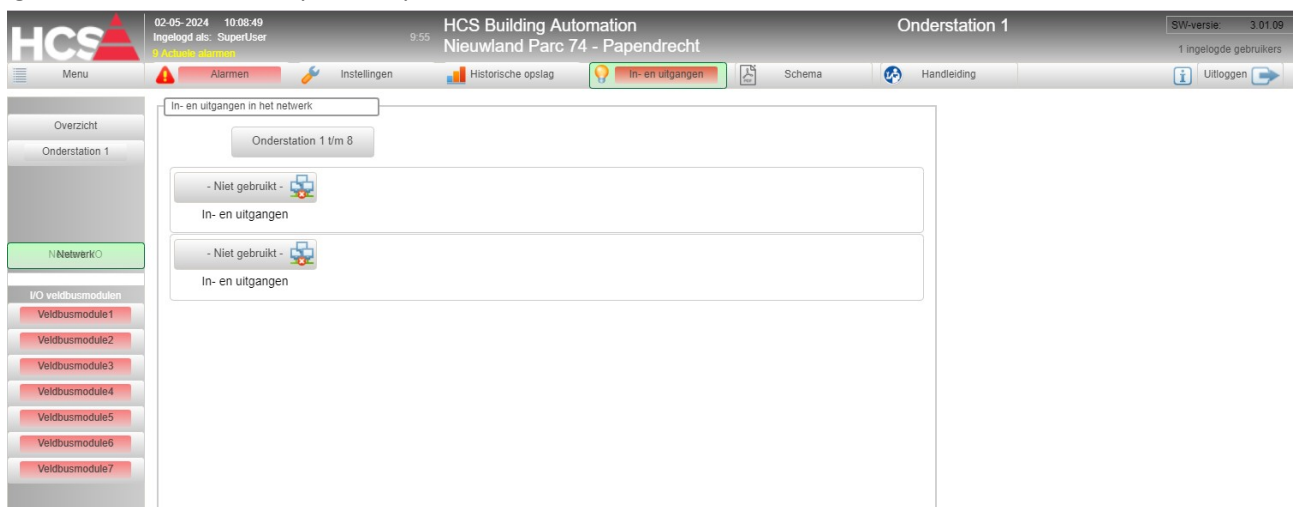 HCS
02-05-2024 10:08:49
Ingelogd als: SuperUser
9 Actuele alarmen
9:55
HCS Building Automation
Nieuwland Parc 74 - Papendrecht
Onderstation 1
SW-versie: 3.01.09
1 ingelogde gebruikers
Menu
Alarmen
Instellingen
Historische opslag
In- en uitgangen
Schema
Handleiding
Uitloggen
Overzicht
Onderstation 1
Netwerk
I/O veldbusmodulen
Veldbusmodule1
Veldbusmodule2
Veldbusmodule3
Veldbusmodule4
Veldbusmodule5
Veldbusmodule6
Veldbusmodule7
In- en uitgangen in het netwerk
Onderstation 1 t/m 8
- Niet gebruikt -
In- en uitgangen
- Niet gebruikt -
In- en uitgangen